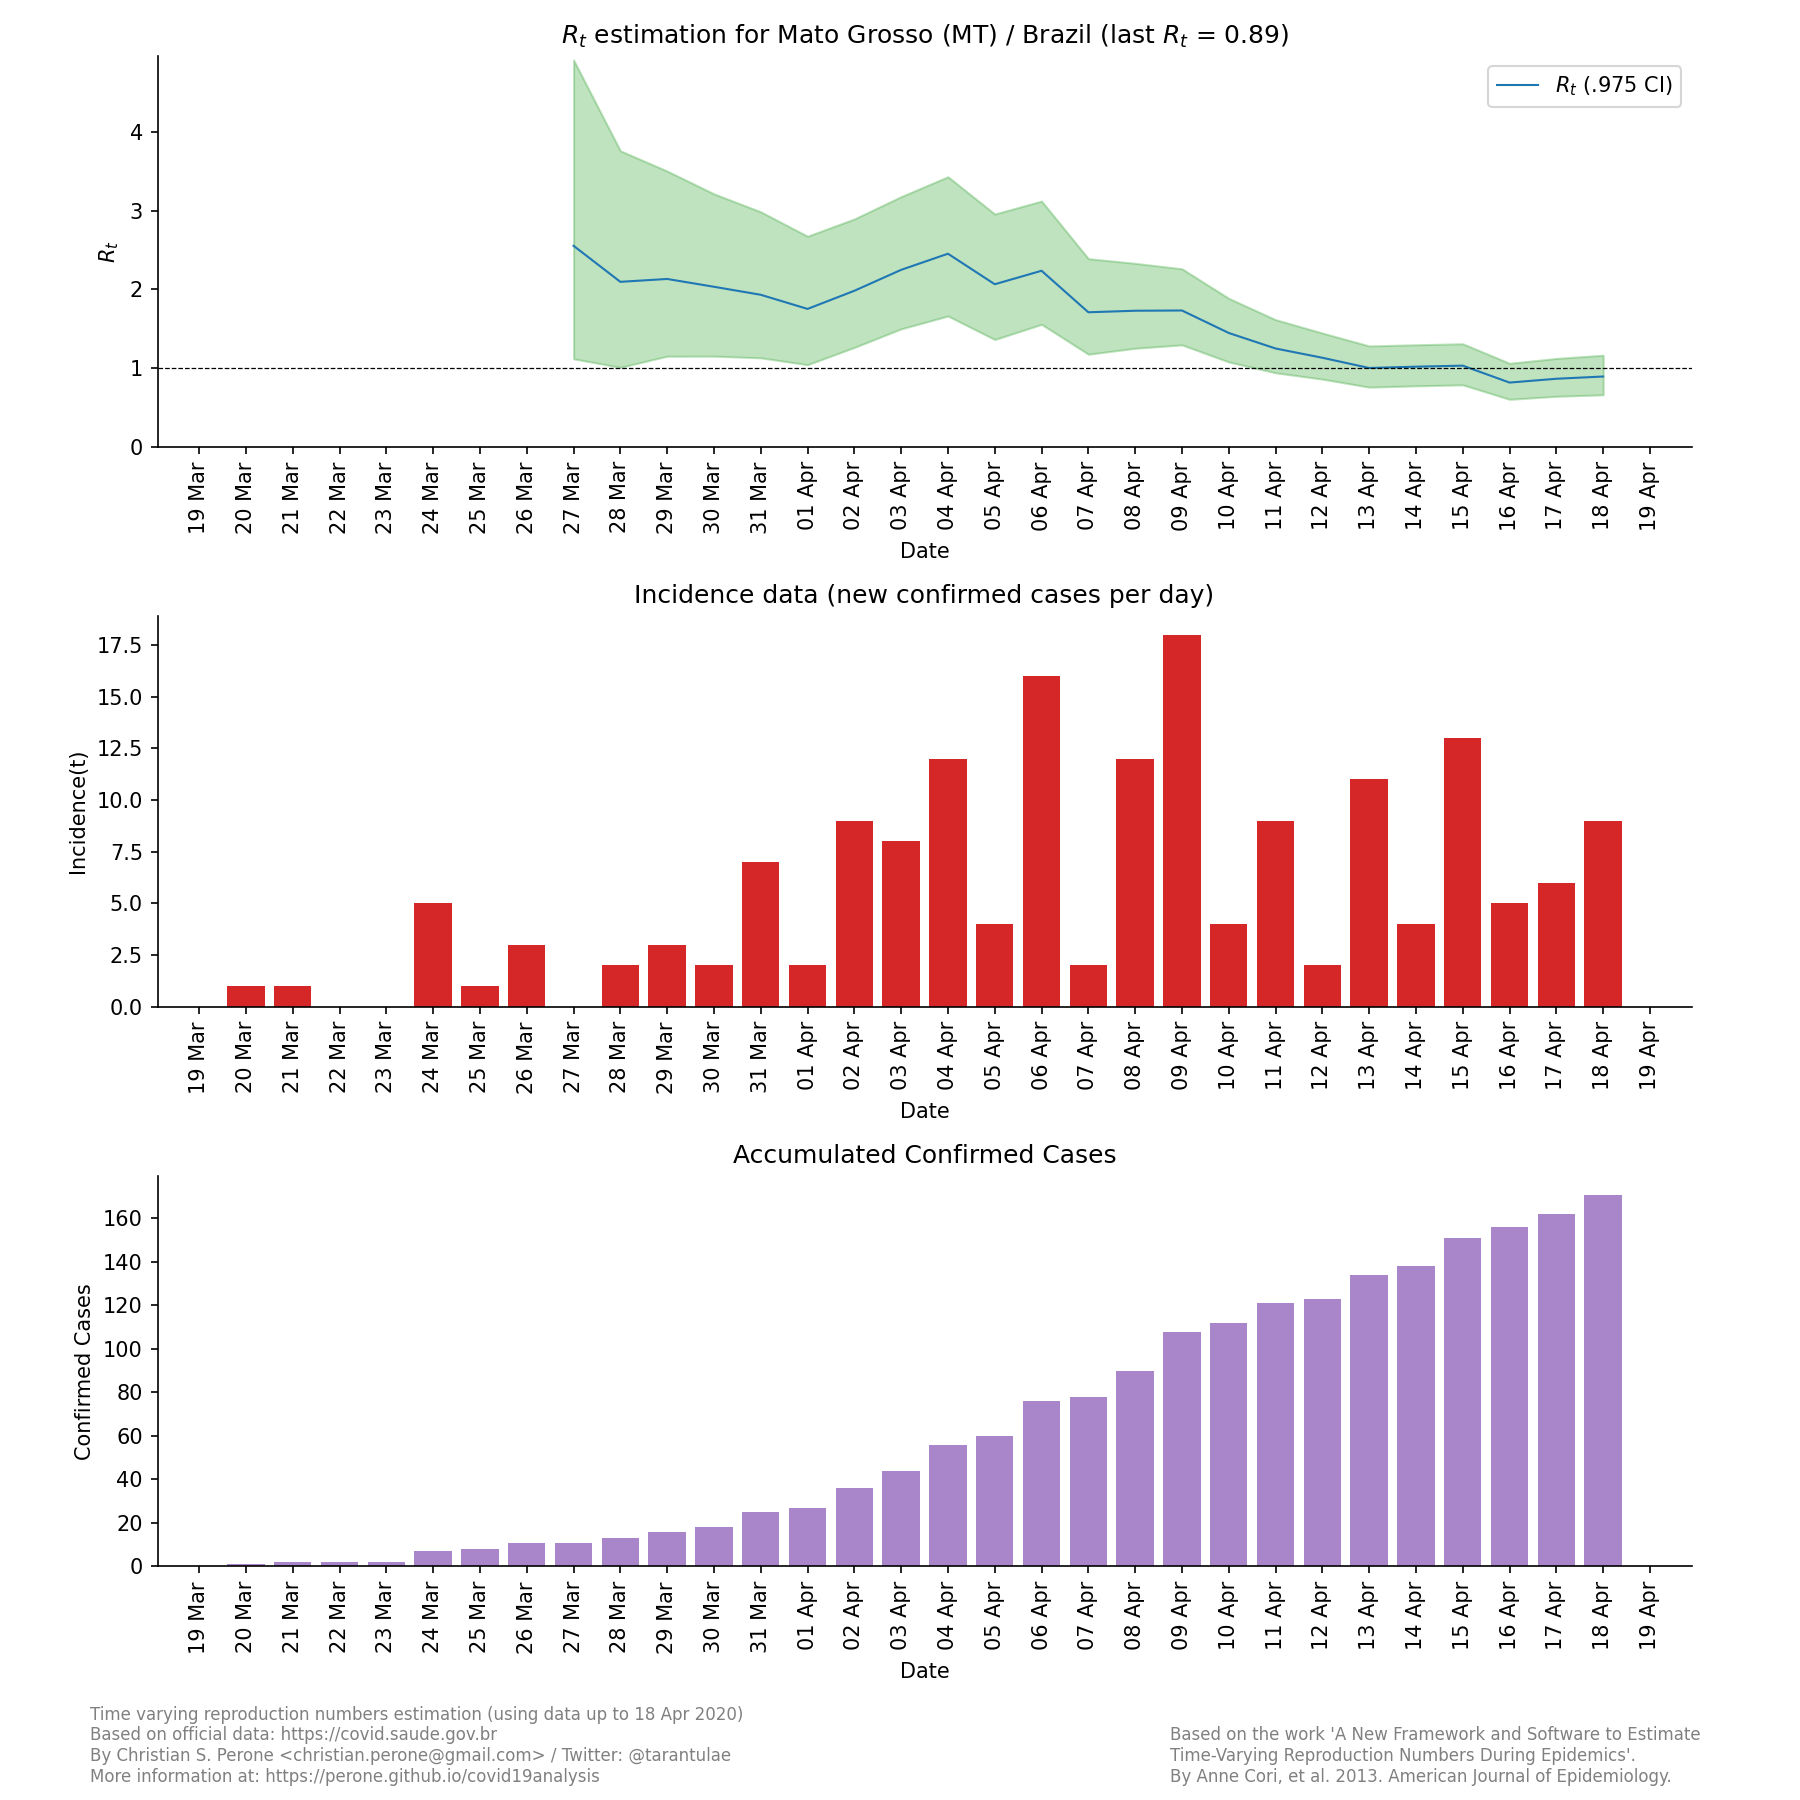 Rt estimation for Mato Grosso (MT) / Brazil (last Rt = 0.89)
Rt (.975 CI)
Rt
4
3
2
1
0
19 Mar 20 Mar 21 Mar 22 Mar 23 Mar 24 Mar 25 Mar 26 Mar 27 Mar 28 Mar 29 Mar 30 Mar 31 Mar 01 Apr 02 Apr 03 Apr 04 Apr 05 Apr 06 Apr 07 Apr 08 Apr 09 Apr 10 Apr 11 Apr 12 Apr 13 Apr 14 Apr 15 Apr 16 Apr 17 Apr 18 Apr 19 Apr
Date
Incidence data (new confirmed cases per day)
Incidence(t)
17.5
15.0
12.5
10.0
7.5
5.0
2.5
0.0
19 Mar 20 Mar 21 Mar 22 Mar 23 Mar 24 Mar 25 Mar 26 Mar 27 Mar 28 Mar 29 Mar 30 Mar 31 Mar 01 Apr 02 Apr 03 Apr 04 Apr 05 Apr 06 Apr 07 Apr 08 Apr 09 Apr 10 Apr 11 Apr 12 Apr 13 Apr 14 Apr 15 Apr 16 Apr 17 Apr 18 Apr 19 Apr
Date
Accumulated Confirmed Cases
Confirmed Cases
160
140
120
100
80
60
40
20
0
19 Mar 20 Mar 21 Mar 22 Mar 23 Mar 24 Mar 25 Mar 26 Mar 27 Mar 28 Mar 29 Mar 30 Mar 31 Mar 01 Apr 02 Apr 03 Apr 04 Apr 05 Apr 06 Apr 07 Apr 08 Apr 09 Apr 10 Apr 11 Apr 12 Apr 13 Apr 14 Apr 15 Apr 16 Apr 17 Apr 18 Apr 19 Apr
Date
Time varying reproduction numbers estimation (using data up to 18 Apr 2020)
Based on official data: https://covid.saude.gov.br
By Christian S. Perone <christian.perone@gmail.com> / Twitter: @tarantulae
More information at: https://perone.github.io/covid19analysis
Based on the work 'A New Framework and Software to Estimate
Time-Varying Reproduction Numbers During Epidemics'.
By Anne Cori, et al. 2013. American Journal of Epidemiology.